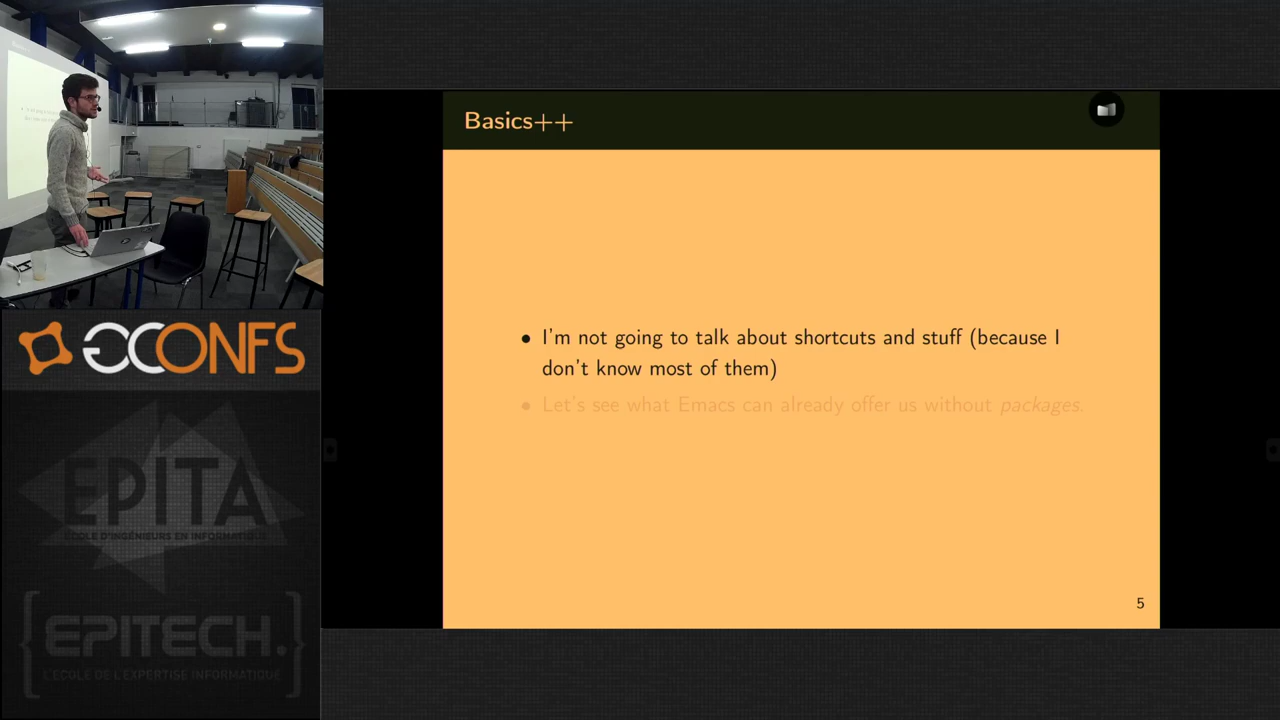 Basics++
• I'm not going to talk about shortcuts and stuff (because I
don't know most of them)
• Let's see what Emacs can already offer us without packages.
5
CONFS
EPITA
ÉCOLE D'INGÉNIEURS EN INFORMATIQUE
{EPITECH.}
L'ÉCOLE DE L'EXPERTISE INFORMATIQUE